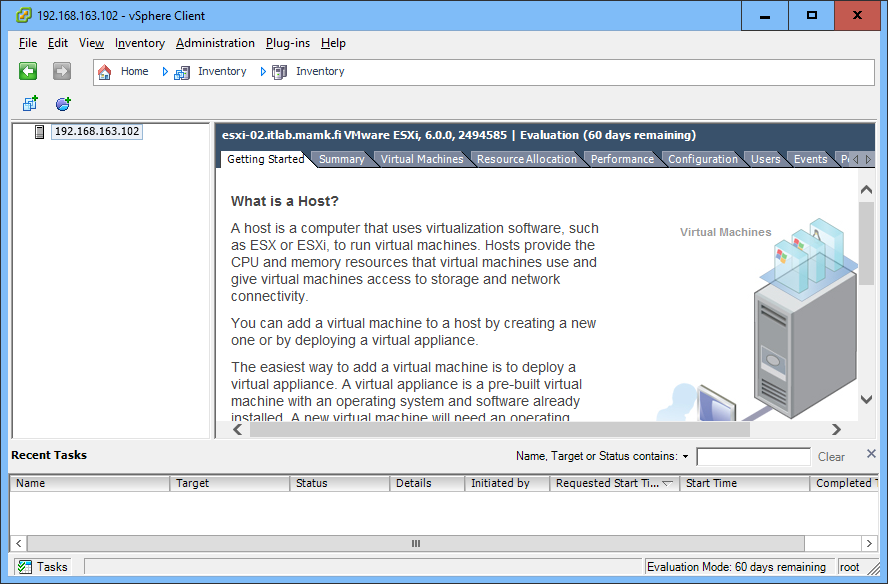 192.168.163.102 - vSphere Client
File Edit View Inventory Administration Plug-ins Help
Home Inventory Inventory
192.168.163.102
esxi-02.itlab.mamk.fi VMware ESXi, 6.0.0, 2494585 | Evaluation (60 days remaining)
Getting Started Summary Virtual Machines Resource Allocation Performance Configuration Users Events
What is a Host?
A host is a computer that uses virtualization software, such
as ESX or ESXi, to run virtual machines. Hosts provide the
CPU and memory resources that virtual machines use and
give virtual machines access to storage and network
connectivity.
You can add a virtual machine to a host by creating a new
one or by deploying a virtual appliance.
The easiest way to add a virtual machine is to deploy a
virtual appliance. A virtual appliance is a pre-built virtual
machine with an operating system and software already
installed. A new virtual machine will need an operating
Virtual Machines
A
Recent Tasks
Name, Target or Status contains:
Clear
Name Target Status Details Initiated by Requested Start Ti... Start Time Completed
Tasks
Evaluation Mode: 60 days remaining
root